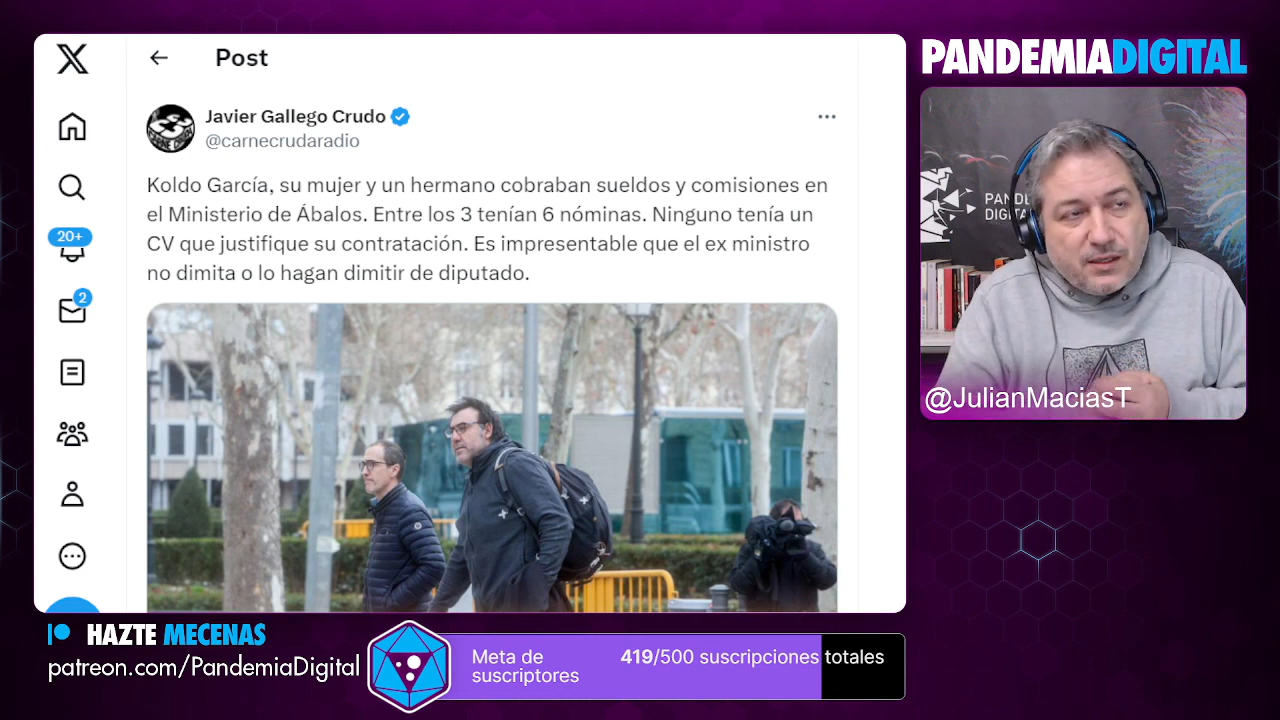 Post
Javier Gallego Crudo
@carnecrudaradio
Koldo García, su mujer y un hermano cobraban sueldos y comisiones en
el Ministerio de Ábalos. Entre los 3 tenían 6 nóminas. Ninguno tenía un
CV que justifique su contratación. Es impresentable que el ex ministro
no dimita o lo hagan dimitir de diputado.
20+
2
PANDEMIADIGITAL
@JulianMaciasT
HAZTE MECENAS
patreon.com/PandemiaDigital
Meta de
suscriptores
419/500 suscripciones totales